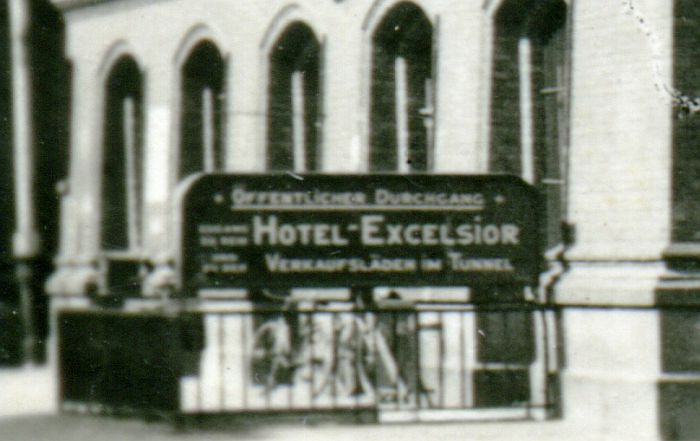 ÖFFENTLICHER DURCHGANG
HOTEL-EXCELSIOR
VERKAUFSLÄDEN IM TUNNEL